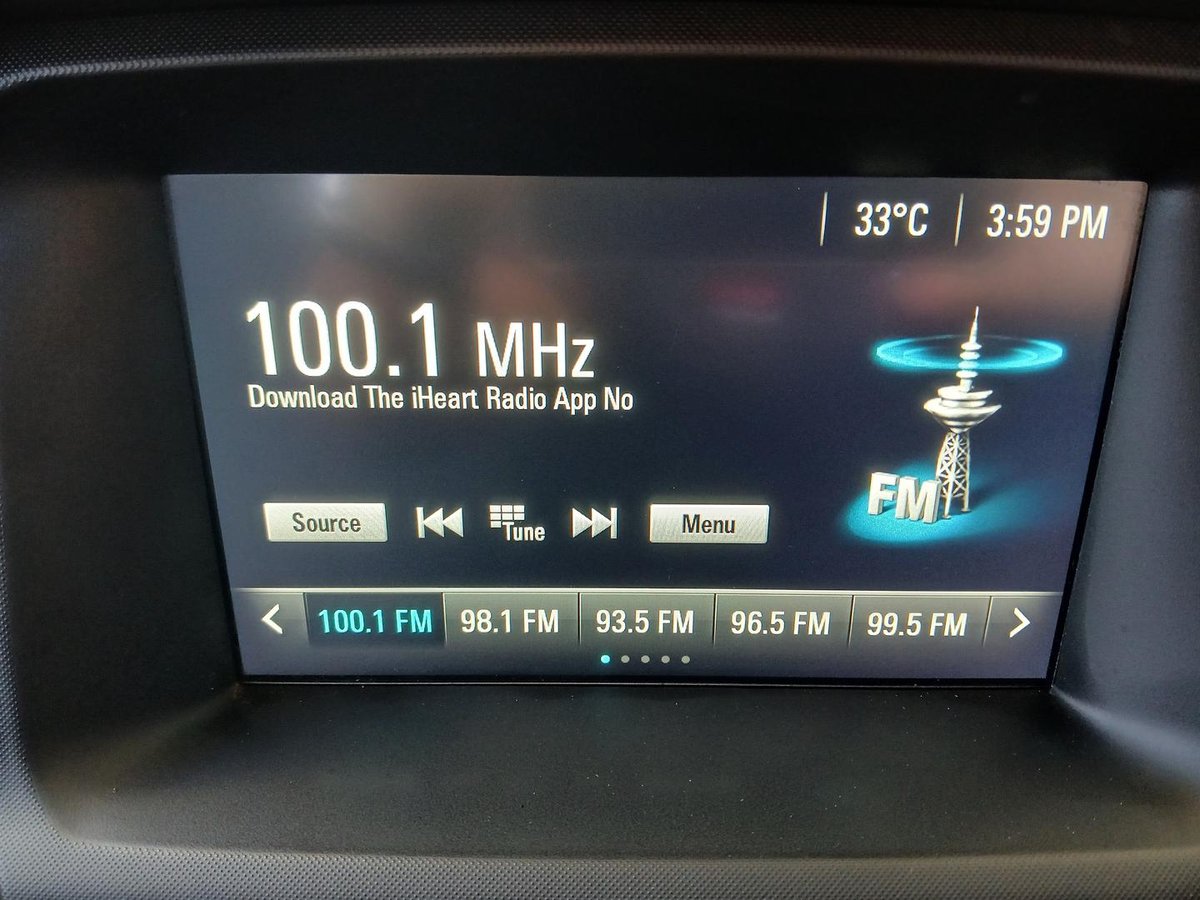 33°C
3:59 PM
100.1 MHz
Download The iHeart Radio App No
FM
Source
Tune
Menu
100.1 FM
98.1 FM
93.5 FM
96.5 FM
99.5 FM